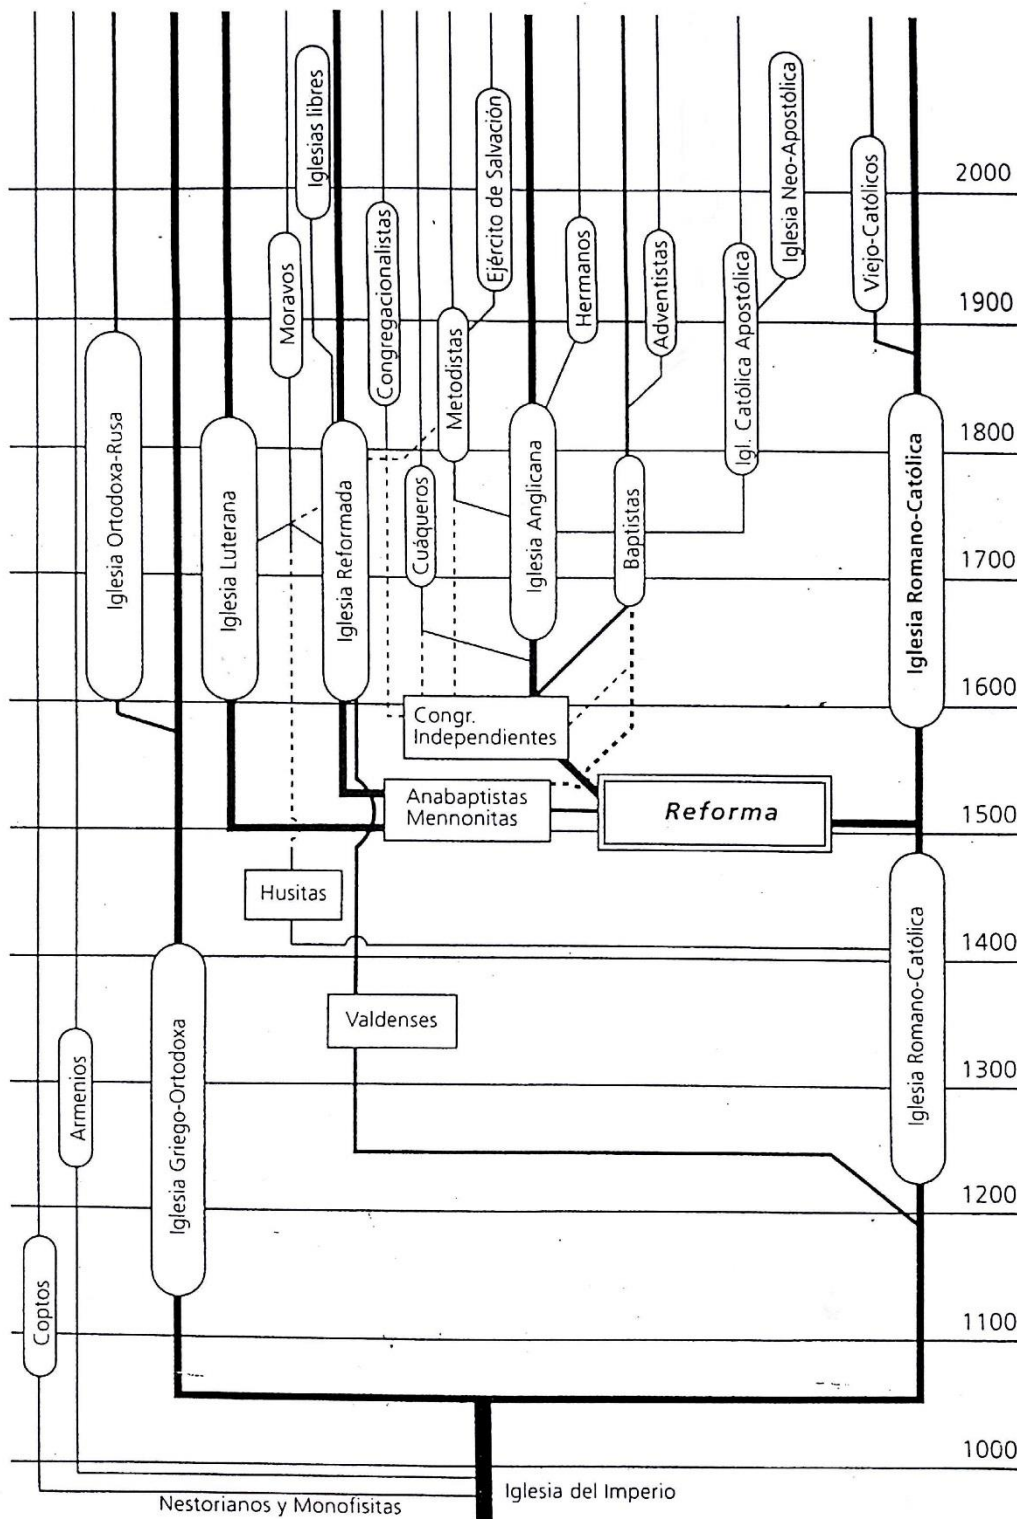 Iglesias libres
Ejército de Salvación
Iglesia Neo-Apostólica
2000
Congregacionalistas
Moravos
Hermanos
Adventistas
Viejo-Católicos
Igl. Católica Apostólica
1900
Metodistas
Iglesia Ortodoxa-Rusa
Iglesia Luterana
Iglesia Reformada
Cuáqueros
Iglesia Anglicana
Baptistas
Iglesia Romano-Católica
1800
1700
1600
Congr.
Independientes
Anabaptistas
Mennonitas
Reforma
1500
Husitas
1400
Iglesia Griego-Ortodoxa
Valdenses
Iglesia Romano-Católica
Armenios
1300
1200
Coptos
1100
1000
Nestorianos y Monofisitas
Iglesia del Imperio